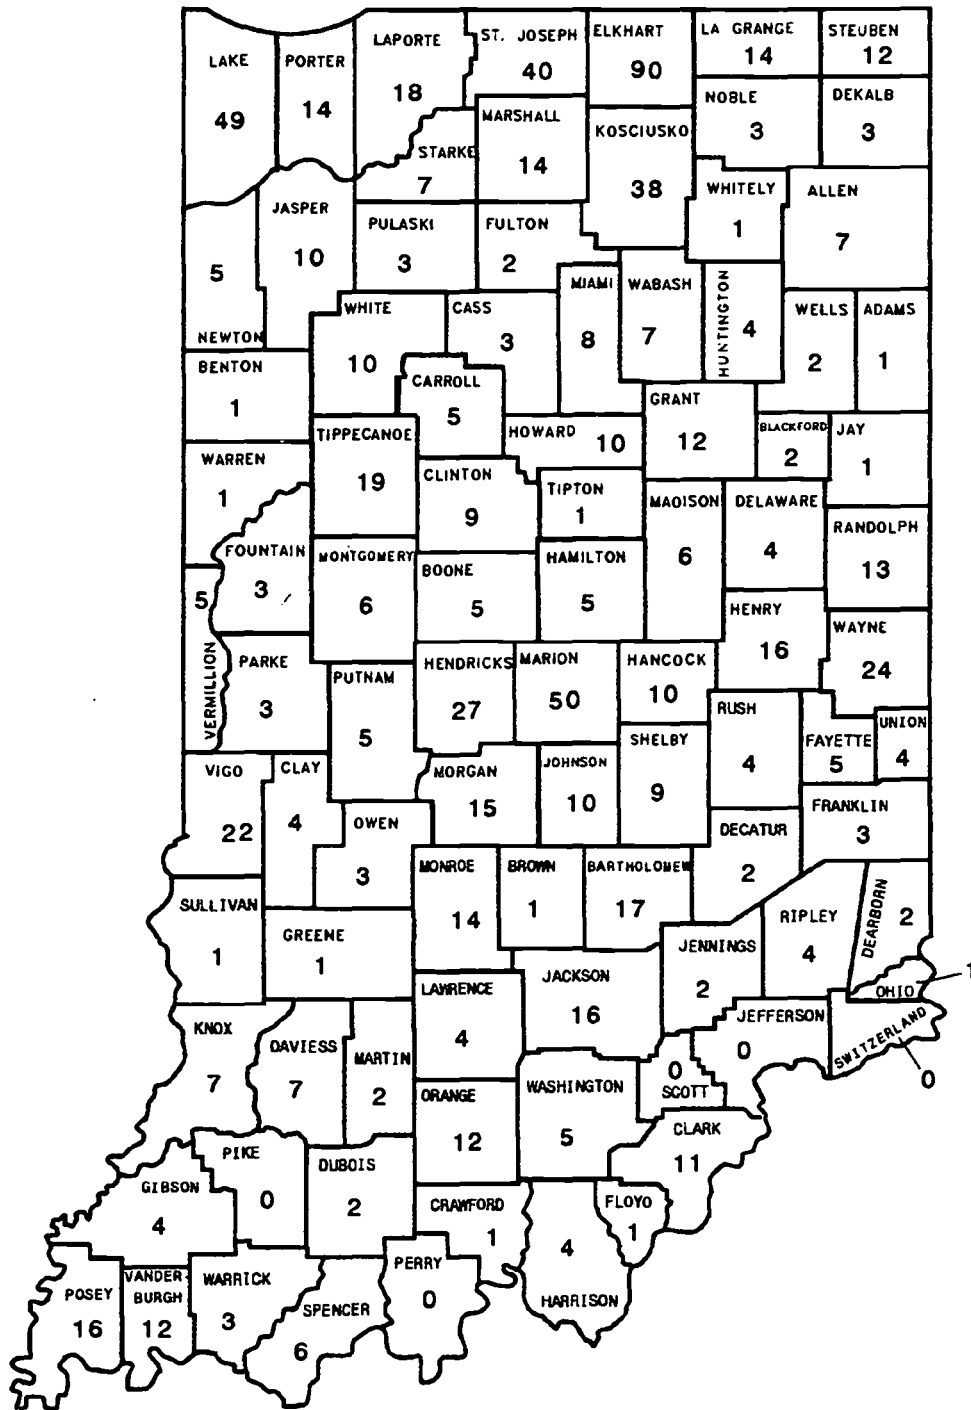 LAKE
49
PORTER
14
LAPORTE
18
ST. JOSEPH
40
ELKHART
90
LA GRANGE
14
STEUBEN
12
NOBLE
3
DEKALB
3
MARSHALL
14
KOSCIUSKO
38
STARKE
7
WHITELY
1
ALLEN
7
JASPER
10
PULASKI
3
FULTON
2
5
NEWTON
MIAMI
8
WABASH
7
HUNTINGTON
4
WELLS
2
ADAMS
1
WHITE
10
CASS
3
BENTON
1
CARROLL
5
GRANT
12
BLACKFORD
2
JAY
1
TIPPECANOE
19
HOWARD
10
WARREN
1
CLINTON
9
TIPTON
1
MAOISON
6
DELAWARE
4
RANDOLPH
13
FOUNTAIN
3
MONTGOMERY
6
BOONE
5
HAMILTON
5
5
VERMILLION
HENRY
16
WAYNE
24
PARKE
3
PUTNAM
5
HENDRICKS
27
MARION
50
HANCOCK
10
RUSH
4
FAYETTE
5
UNION
4
SHELBY
9
VIGO
22
CLAY
4
MORGAN
15
JOHNSON
10
FRANKLIN
3
OWEN
3
DECATUR
2
MONROE
14
BROWN
1
BARTHOLOMEW
17
SULLIVAN
1
GREENE
1
RIPLEY
4
DEARBORN
2
JENNINGS
2
OHIO
1
JACKSON
16
LAWRENCE
4
KNOX
7
DAVIESS
7
MARTIN
2
JEFFERSON
0
SWITZERLAND
0
0
SCOTT
ORANGE
12
WASHINGTON
5
CLARK
11
PIKE
0
DUBOIS
2
GIBSON
4
CRAWFORD
1
FLOYO
1
4
HARRISON
PERRY
0
POSEY
16
VANDER-
BURGH
12
WARRICK
3
SPENCER
6